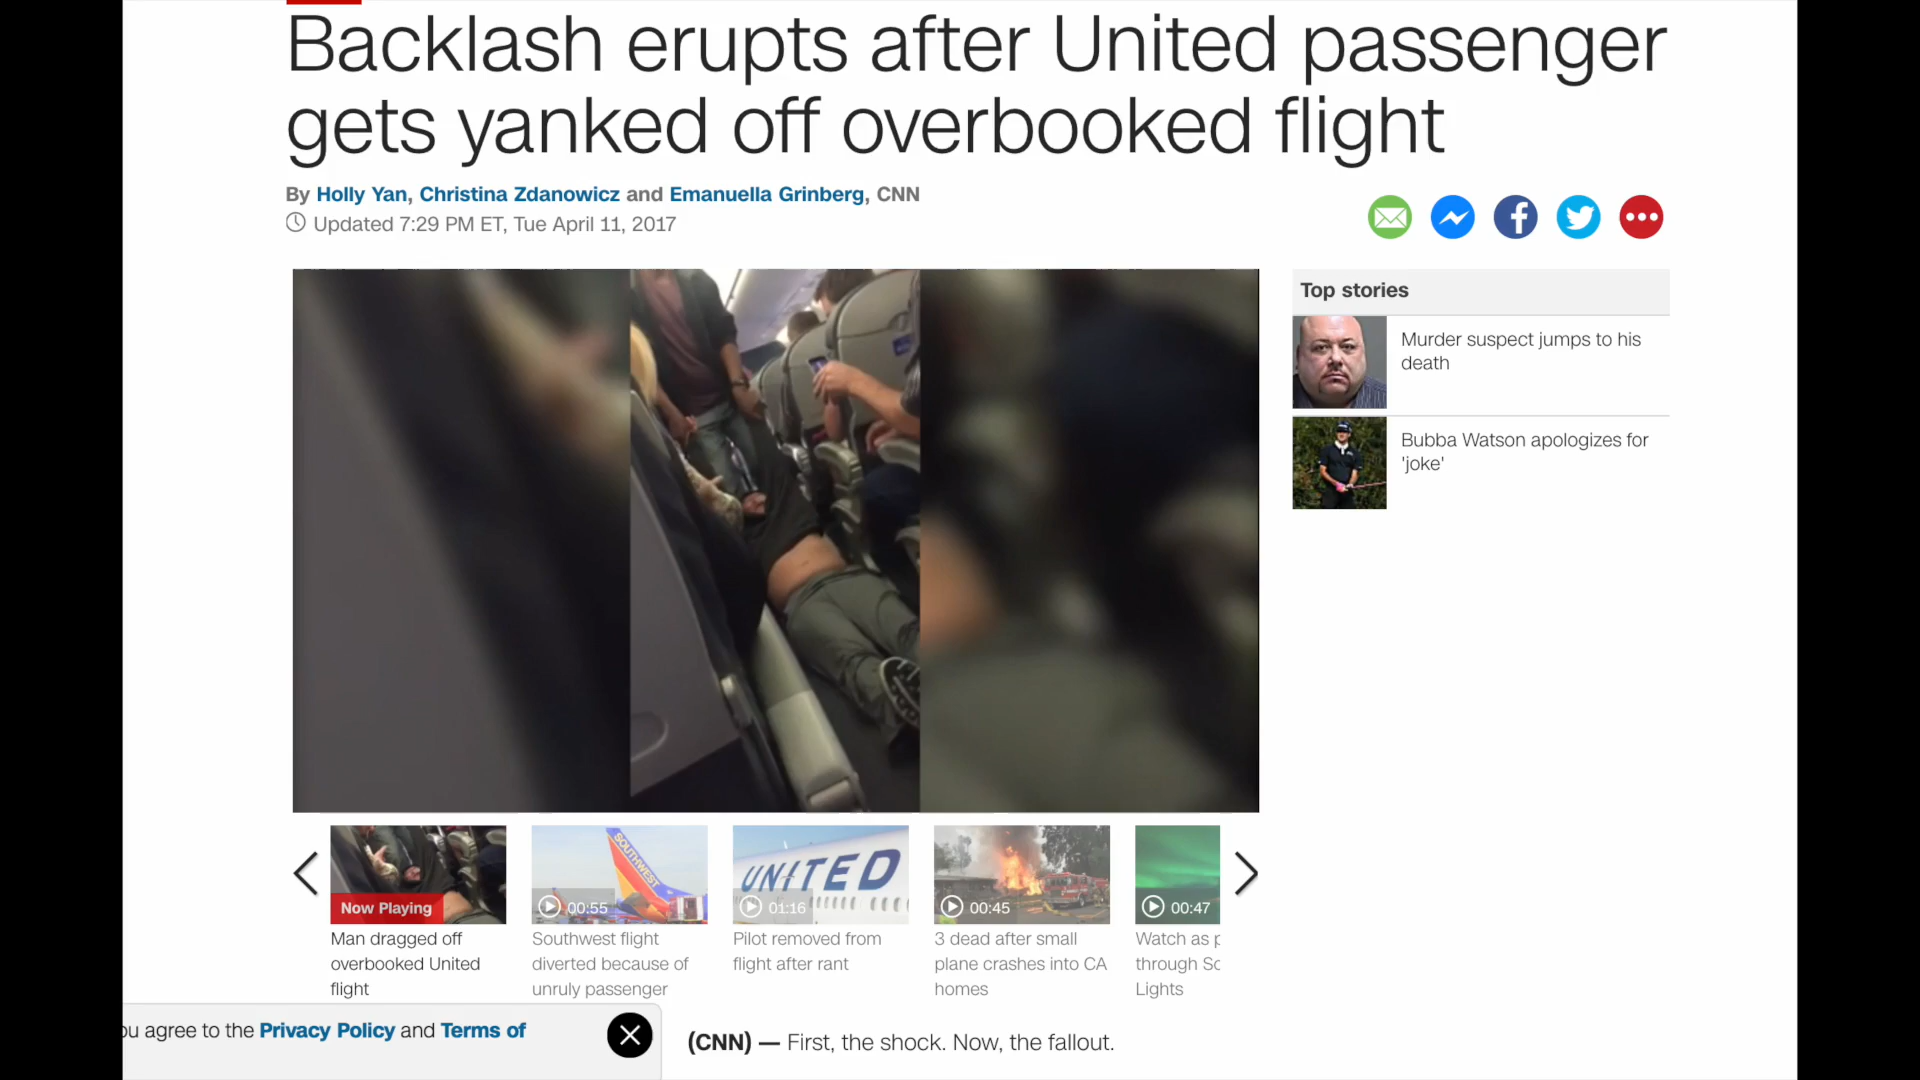 Backlash erupts after United passenger
gets yanked off overbooked flight
By Holly Yan, Christina Zdanowicz and Emanuella Grinberg, CNN
Updated 7:29 PM ET, Tue April 11, 2017
Top stories
Murder suspect jumps to his
death
Bubba Watson apologizes for
'joke'
SOUTHWEST
UNITED
Now Playing
00:55
01:16
00:45
00:47
Man dragged off
overbooked United
flight
Southwest flight
diverted because of
unruly passenger
Pilot removed from
flight after rant
3 dead after small
plane crashes into CA
homes
Watch as
through
Lights
agree to the Privacy Policy and Terms of
(CNN) — First, the shock. Now, the fallout.